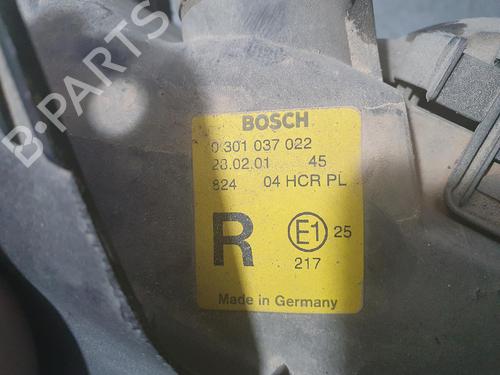 B-PARTS
BOSCH
0 301 037 022
28.02.01 45
824 04 HCR PL
R E1 25
217
Made in Germany